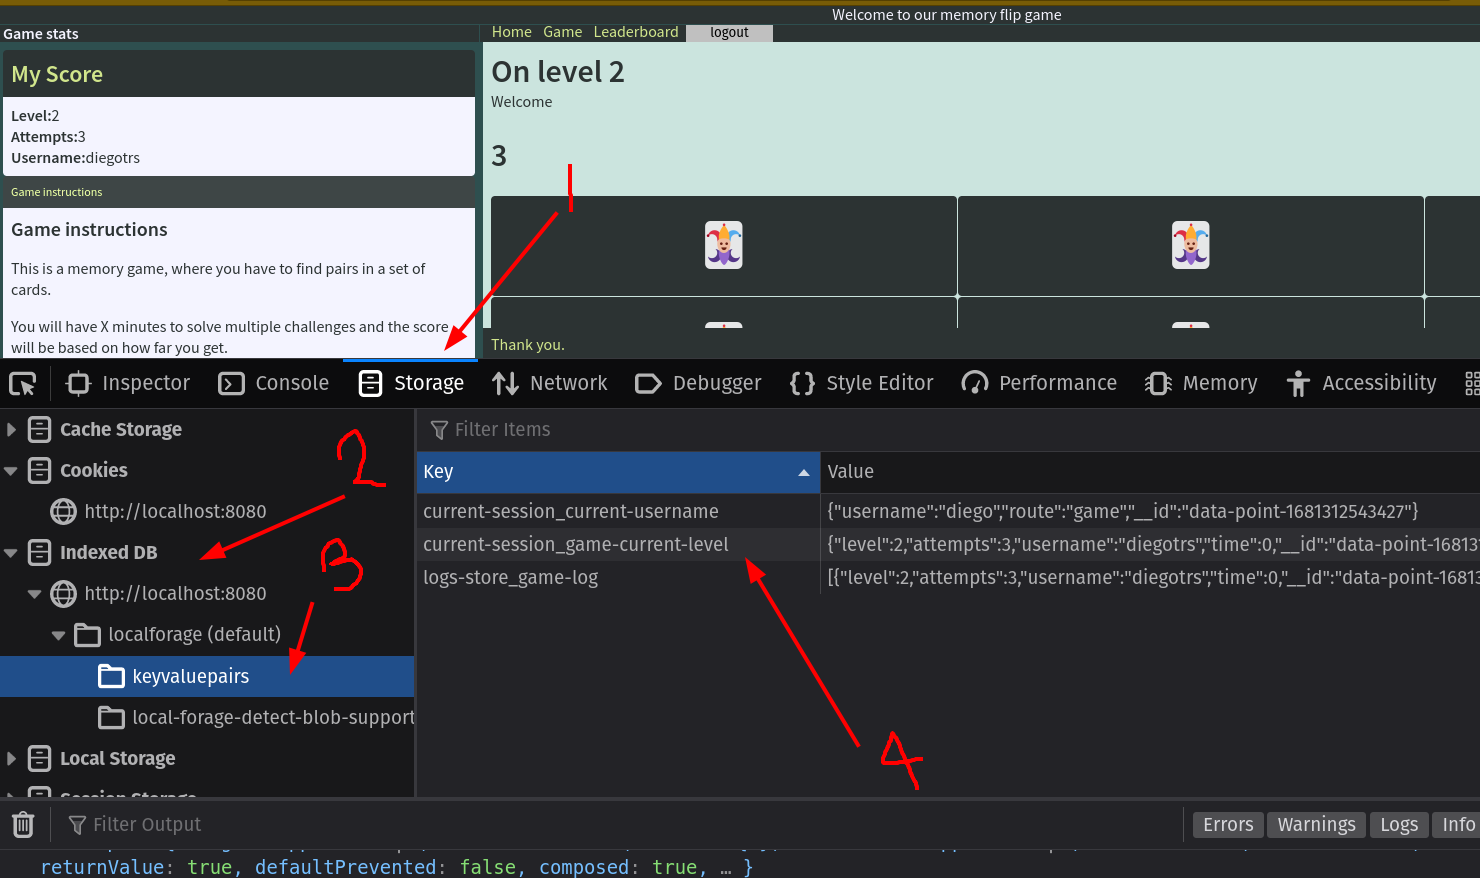 Welcome to our memory flip game
Game stats
Home Game Leaderboard logout
My Score
Level:2
Attempts:3
Username:diegotrs
Game instructions
Game instructions
This is a memory game, where you have to find pairs in a set of
cards.
You will have X minutes to solve multiple challenges and the score
will be based on how far you get.
On level 2
Welcome
3
Thank you.
1
Inspector Console Storage Network Debugger Style Editor Performance Memory Accessibility
Cache Storage
Cookies
http://localhost:8080
Indexed DB
http://localhost:8080
localforage (default)
keyvaluepairs
local-forage-detect-blob-support
Local Storage
Session Storage
2
3
Filter Items
Key Value
current-session_current-username {"username":"diego","route":"game","__id":"data-point-1681312543427"}
current-session_game-current-level {"level":2,"attempts":3,"username":"diegotrs","time":0,"__id":"data-point-16813
logs-store_game-log [{"level":2,"attempts":3,"username":"diegotrs","time":0,"__id":"data-point-16813
4
Filter Output
Errors Warnings Logs Info
returnValue: true, defaultPrevented: false, composed: true, … }